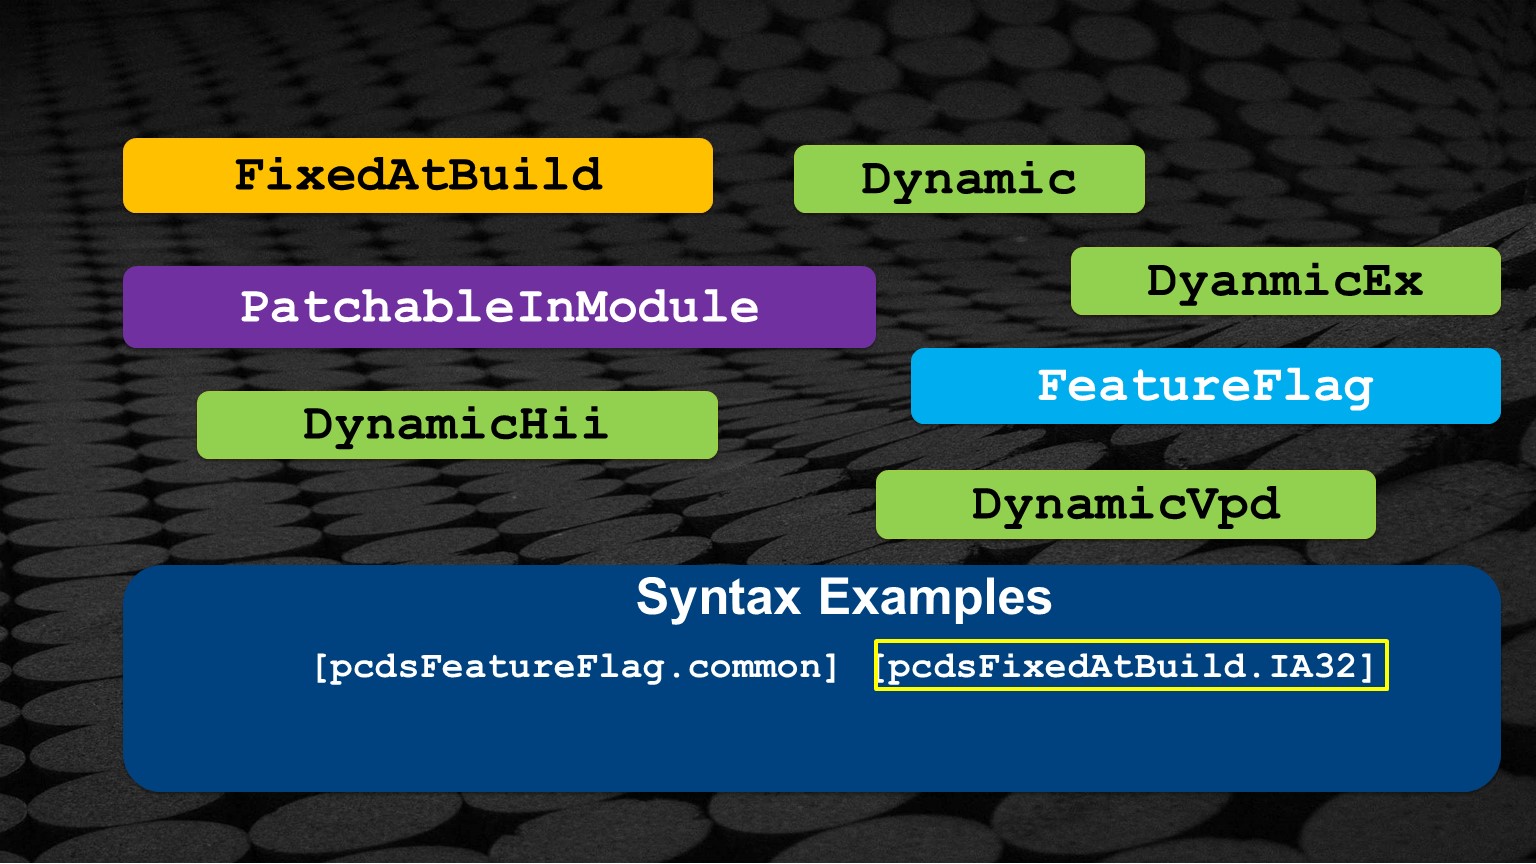 FixedAtBuild
Dynamic
DyanmicEx
PatchableInModule
FeatureFlag
DynamicHii
DynamicVpd
Syntax Examples
[pcdsFeatureFlag.common] [pcdsFixedAtBuild.IA32]